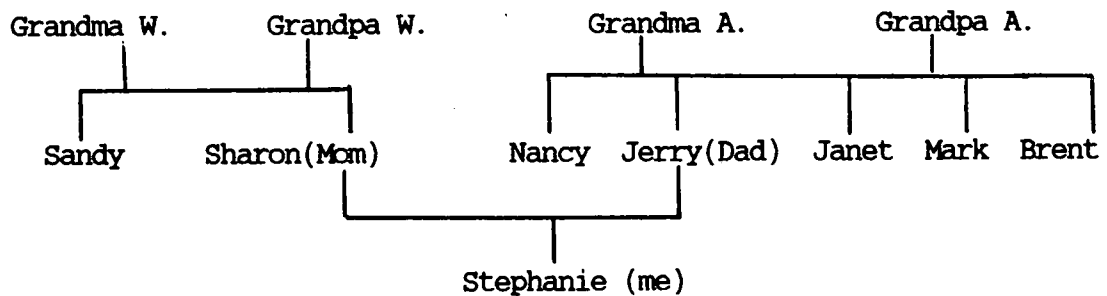 Grandma W. Grandpa W. Grandma A. Grandpa A.
Sandy Sharon(Mom) Nancy Jerry(Dad) Janet Mark Brent
Stephanie (me)